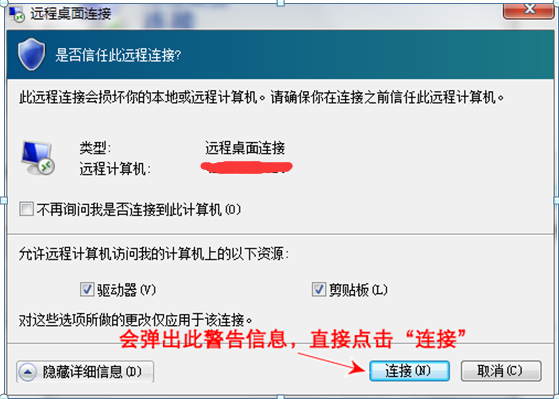 远程桌面连接
是否信任此远程连接?
此远程连接会损坏你的本地或远程计算机。请确保你在连接之前信任此远程计算机。
类型: 远程桌面连接
远程计算机:
不再询问我是否连接到此计算机(O)
允许远程计算机访问我的计算机上的以下资源:
驱动器(V) 剪贴板(L)
对这些选项所做的更改仅应用于该连接。
会弹出此警告信息，直接点击“连接”
隐藏详细信息(D) 连接(N) 取消(C)